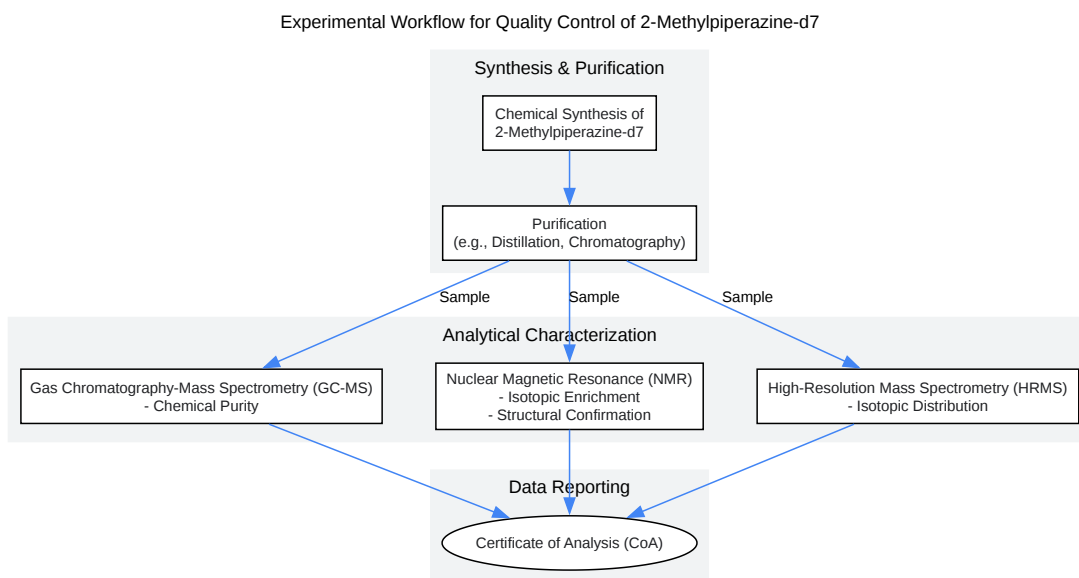 Experimental Workflow for Quality Control of 2-Methylpiperazine-d7
Synthesis & Purification
Chemical Synthesis of
2-Methylpiperazine-d7
Purification
(e.g., Distillation, Chromatography)
Sample
Sample
Sample
Analytical Characterization
Gas Chromatography-Mass Spectrometry (GC-MS)
- Chemical Purity
Nuclear Magnetic Resonance (NMR)
- Isotopic Enrichment
- Structural Confirmation
High-Resolution Mass Spectrometry (HRMS)
- Isotopic Distribution
Data Reporting
Certificate of Analysis (CoA)